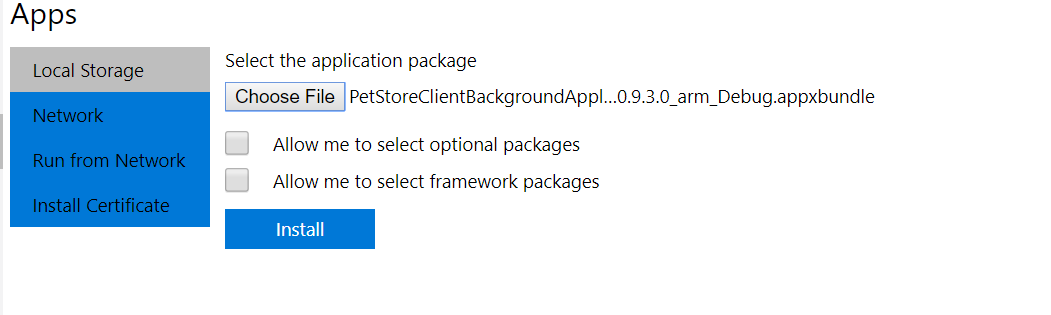 Apps
Local Storage
Network
Run from Network
Install Certificate
Select the application package
Choose File PetStoreClientBackgroundAppl...0.9.3.0_arm_Debug.appxbundle
Allow me to select optional packages
Allow me to select framework packages
Install